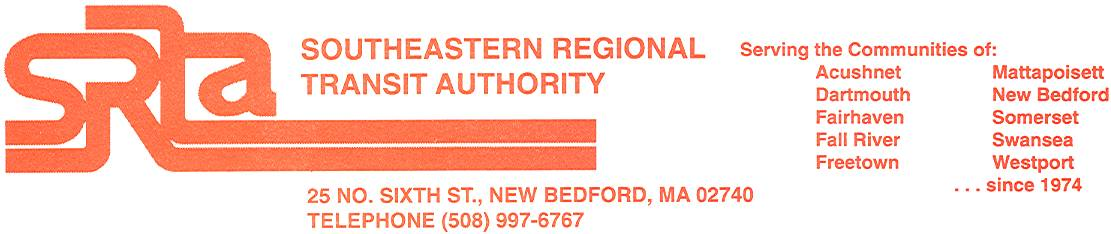 SRta
SOUTHEASTERN REGIONAL
TRANSIT AUTHORITY
25 NO. SIXTH ST., NEW BEDFORD, MA 02740
TELEPHONE (508) 997-6767
Serving the Communities of:
Acushnet Mattapoisett
Dartmouth New Bedford
Fairhaven Somerset
Fall River Swansea
Freetown Westport
. . . since 1974